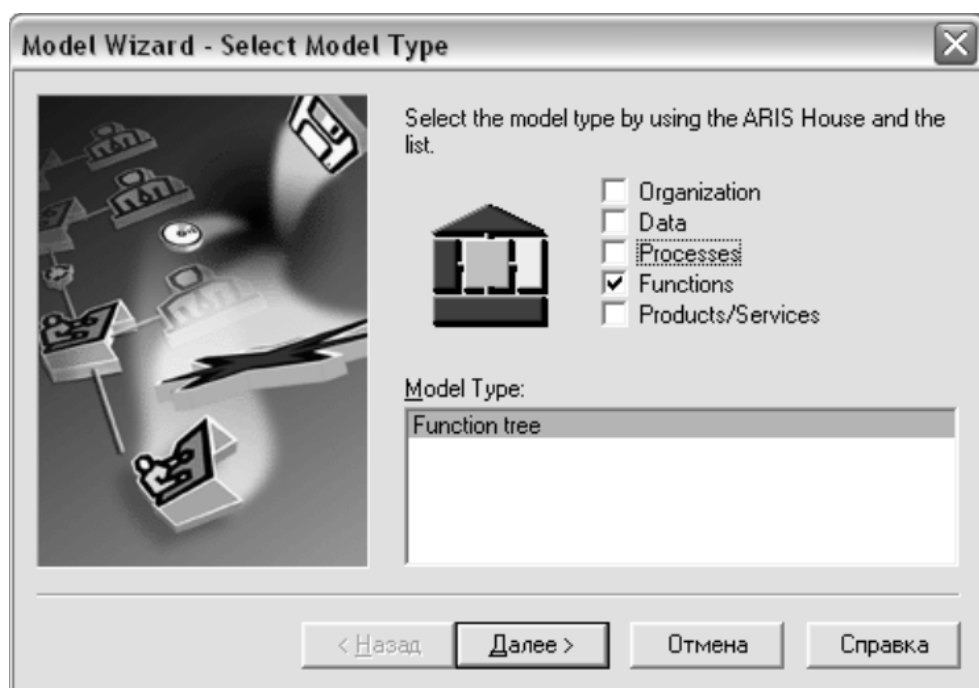 Model Wizard - Select Model Type
Select the model type by using the ARIS House and the
list.
Organization
Data
Processes
Functions
Products/Services
Model Type:
Function tree
< Назад
Далее >
Отмена
Справка